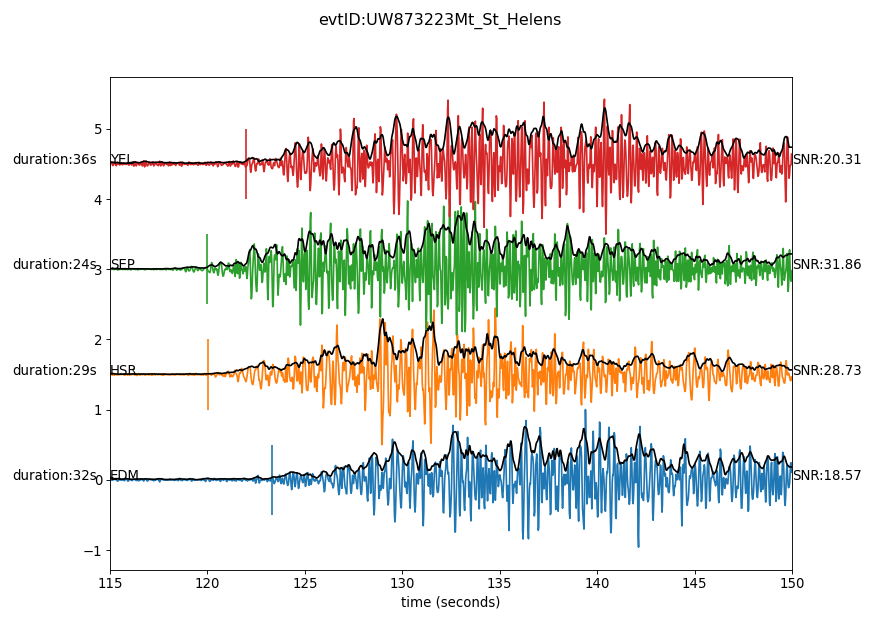 evtID:UW873223Mt_St_Helens
5
duration:36s YEL SNR:20.31
4
duration:24s 3 SEP SNR:31.86
2
duration:29s HSR SNR:28.73
1
duration:32s 0 EDM SNR:18.57
−1
115 120 125 130 135 140 145 150
time (seconds)